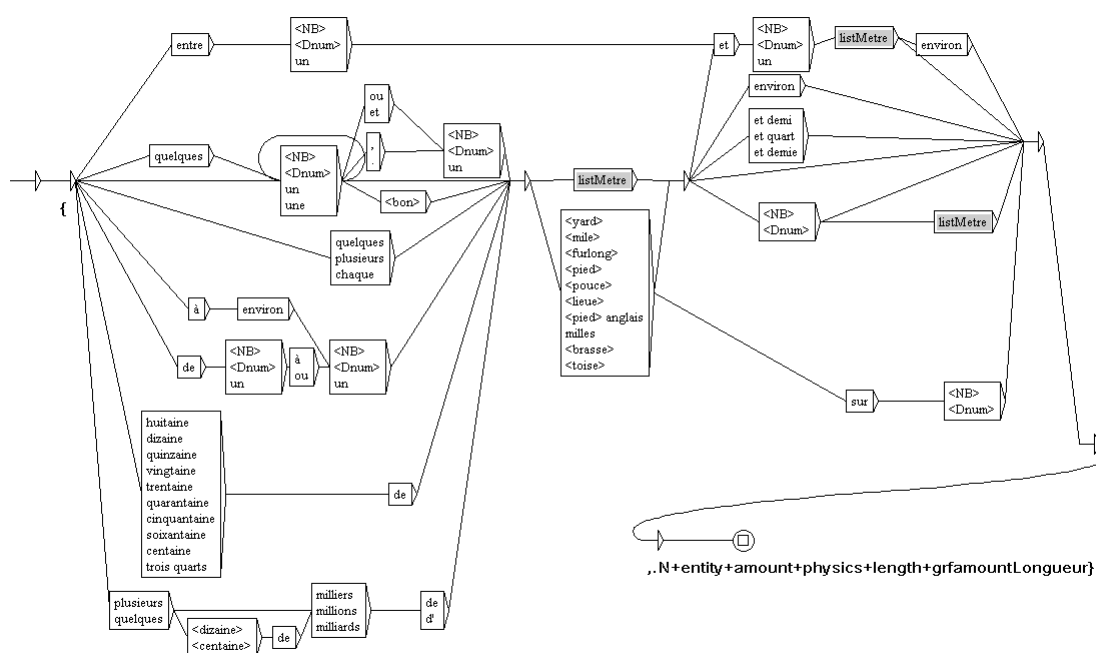 entre
<NB>
<Dnum>
un
et
<NB>
<Dnum>
un
listMetre
environ
environ
ou
et
,
.
<NB>
<Dnum>
un
et demi
et quart
et demie
quelques
<NB>
<Dnum>
un
une
<bon>
listMetre
{
<NB>
<Dnum>
listMetre
quelques
plusieurs
chaque
<yard>
<mile>
<furlong>
<pied>
<pouce>
<lieue>
<pied> anglais
milles
<brasse>
<toise>
à
environ
de
<NB>
<Dnum>
un
à
ou
<NB>
<Dnum>
un
sur
<NB>
<Dnum>
huitaine
dizaine
quinzaine
vingtaine
trentaine
quarantaine
cinquantaine
soixantaine
centaine
trois quarts
de
,.N+entity+amount+physics+length+grfamountLongueur}
plusieurs
quelques
<dizaine>
<centaine>
de
milliers
millions
milliards
de
d'